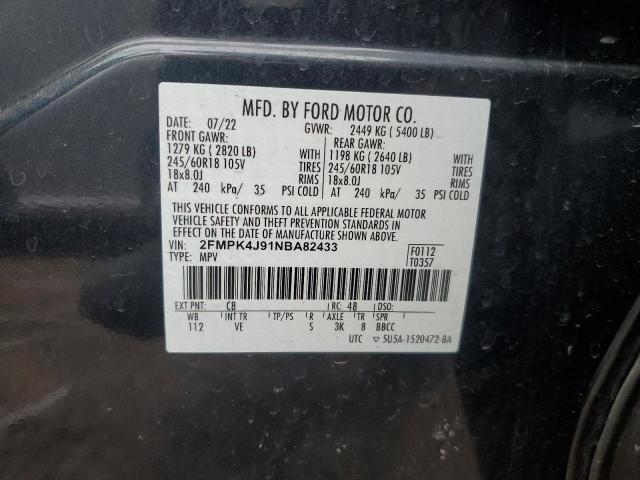 MFD. BY FORD MOTOR CO.
DATE: 07/22 GVWR: 2449 KG ( 5400 LB)
FRONT GAWR: REAR GAWR:
1279 KG ( 2820 LB) WITH 1198 KG ( 2640 LB) WITH
245/60R18 105V TIRES 245/60R18 105V TIRES
18x8.0J RIMS 18x8.0J RIMS
AT 240 kPa/ 35 PSI COLD AT 240 kPa/ 35 PSI COLD
THIS VEHICLE CONFORMS TO ALL APPLICABLE FEDERAL MOTOR
VEHICLE SAFETY AND BUMPER STANDARDS IN
EFFECT ON THE DATE OF MANUFACTURE SHOWN ABOVE.
VIN: 2FMPK4J91NBA82433 F0112
TYPE: MPV T0357
EXT PNT: C8 RC: 48 DSO:
WB INT TR TP/PS R AXLE TR SPR
112 VE S 3K 8 BBCC
UTC ▽ 5U5A-1520472-BA